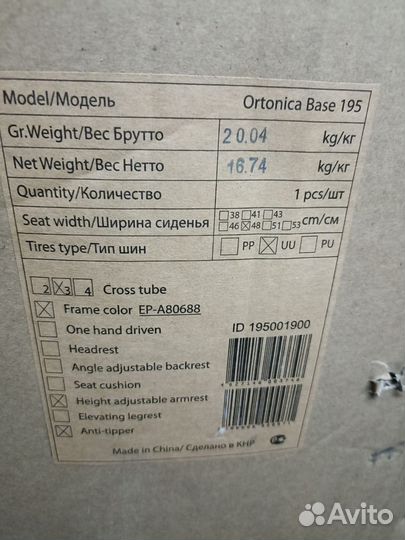 Model/Модель Ortonica Base 195
Gr.Weight/Вес Брутто 20.04 kg/кг
Net Weight/Вес Нетто 16.74 kg/кг
Quantity/Количество 1 pcs/шт
Seat width/Ширина сиденья 38 41 43 cm/см
46 48 51 53
Tires type/Тип шин PP UU PU
2 3 4 Cross tube
Frame color EP-A80688
One hand driven
ID 195001900
Headrest
Angle adjustable backrest
Seat cushion
Height adjustable armrest
Elevating legrest
Anti-tipper
Made in China/ Сделано в КНР
Avito